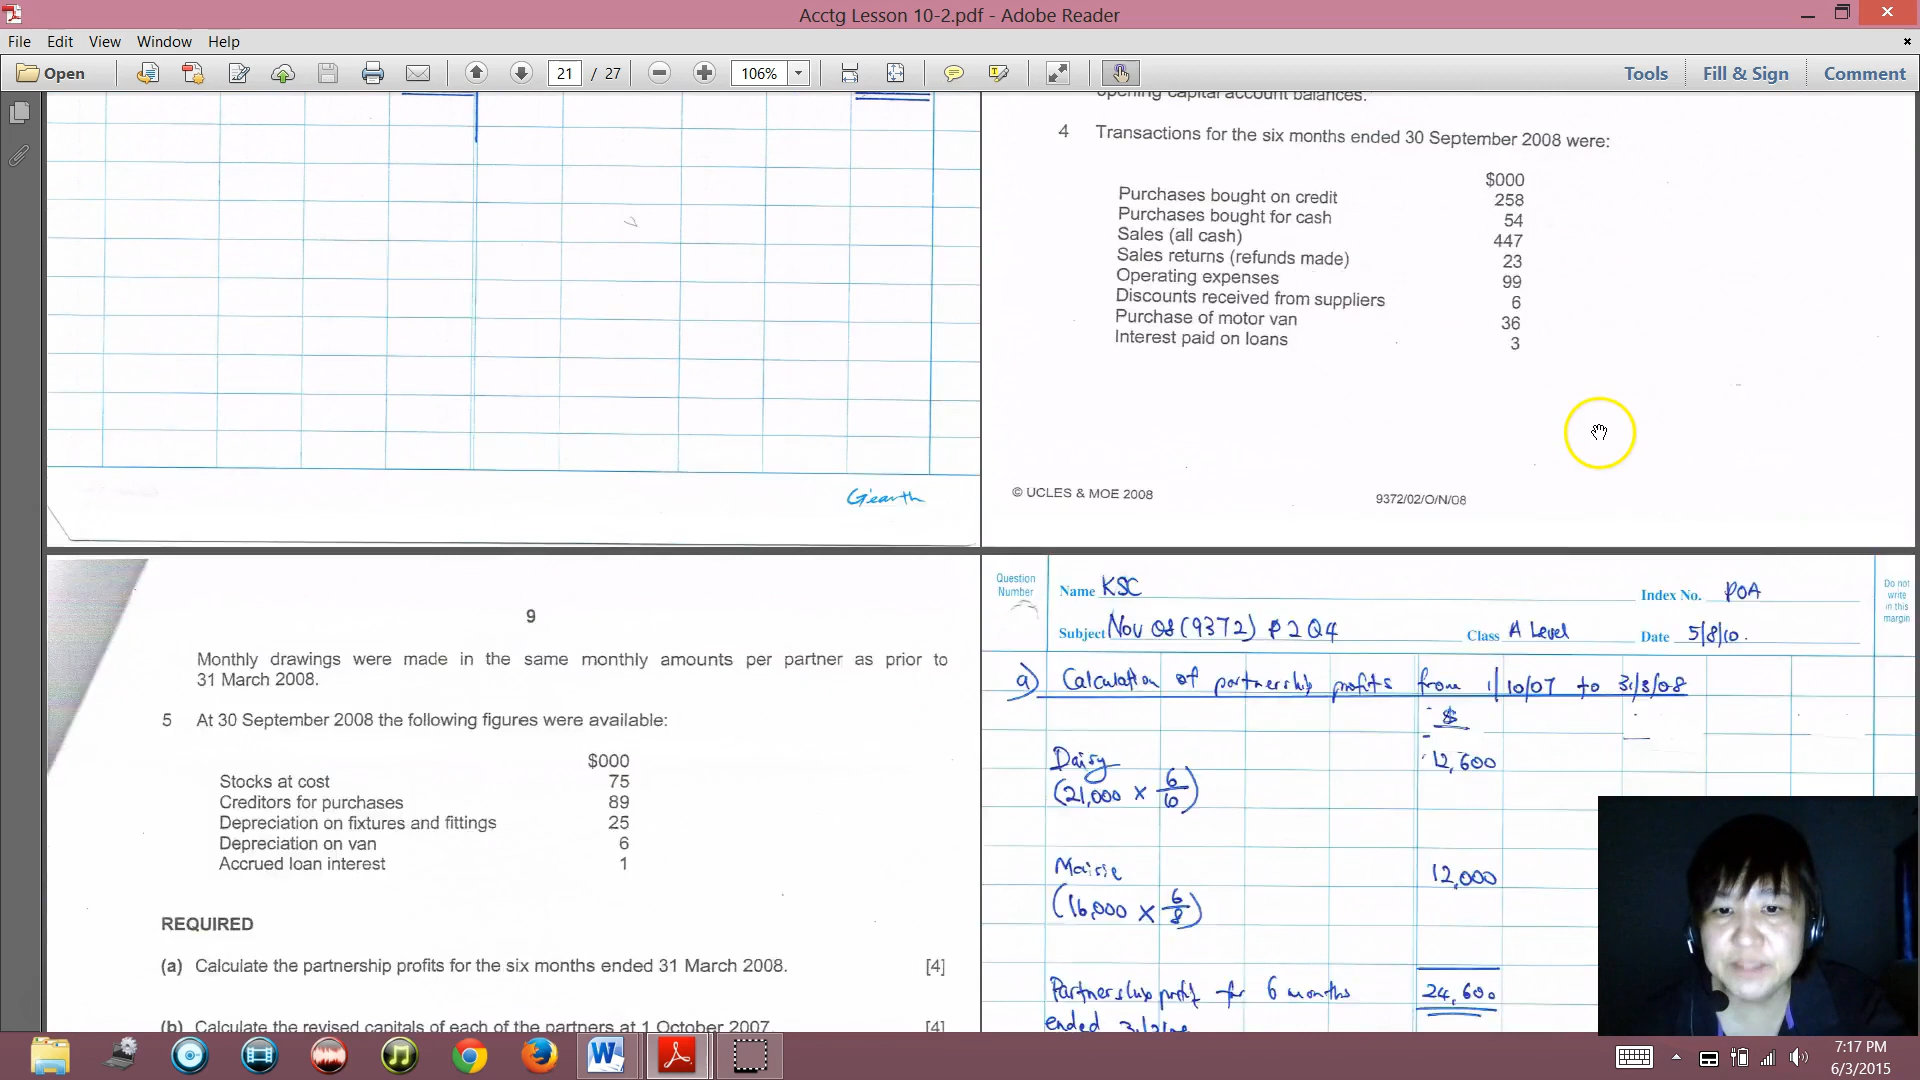 Acctg Lesson 10-2.pdf - Adobe Reader
File Edit View Window Help
Open 21 / 27 106% Tools Fill & Sign Comment
opening capital account balances.
4 Transactions for the six months ended 30 September 2008 were:
$000
Purchases bought on credit 258
Purchases bought for cash 54
Sales (all cash) 447
Sales returns (refunds made) 23
Operating expenses 99
Discounts received from suppliers 6
Purchase of motor van 36
Interest paid on loans 3
© UCLES & MOE 2008 9372/02/O/N/08
9
Monthly drawings were made in the same monthly amounts per partner as prior to
31 March 2008.
5 At 30 September 2008 the following figures were available:
$000
Stocks at cost 75
Creditors for purchases 89
Depreciation on fixtures and fittings 25
Depreciation on van 6
Accrued loan interest 1
REQUIRED
(a) Calculate the partnership profits for the six months ended 31 March 2008. [4]
(b) Calculate the revised capitals of each of the partners at 1 October 2007. [4]
Question
Number
Name KSC Index No. POA
Subject Nov 08 (9372) P2 Q4 Class A Level Date 5/8/10.
Do not
write
in this
margin
a) Calculation of partnership profits from 1/10/07 to 31/3/08
$
Daisy 12,600
(21,000 × 6/10)
Maisie 12,000
(16,000 × 6/8)
Partnership profit for 6 months 24,600
ended
7:17 PM
6/3/2015